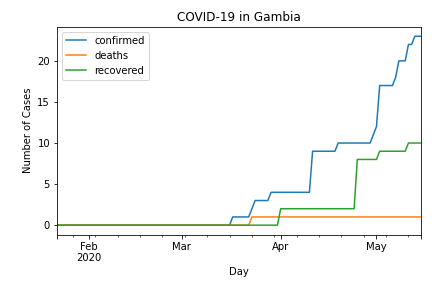 COVID-19 in Gambia
confirmed
deaths
recovered
Number of Cases
20
15
10
5
0
Feb
2020
Mar
Apr
May
Day